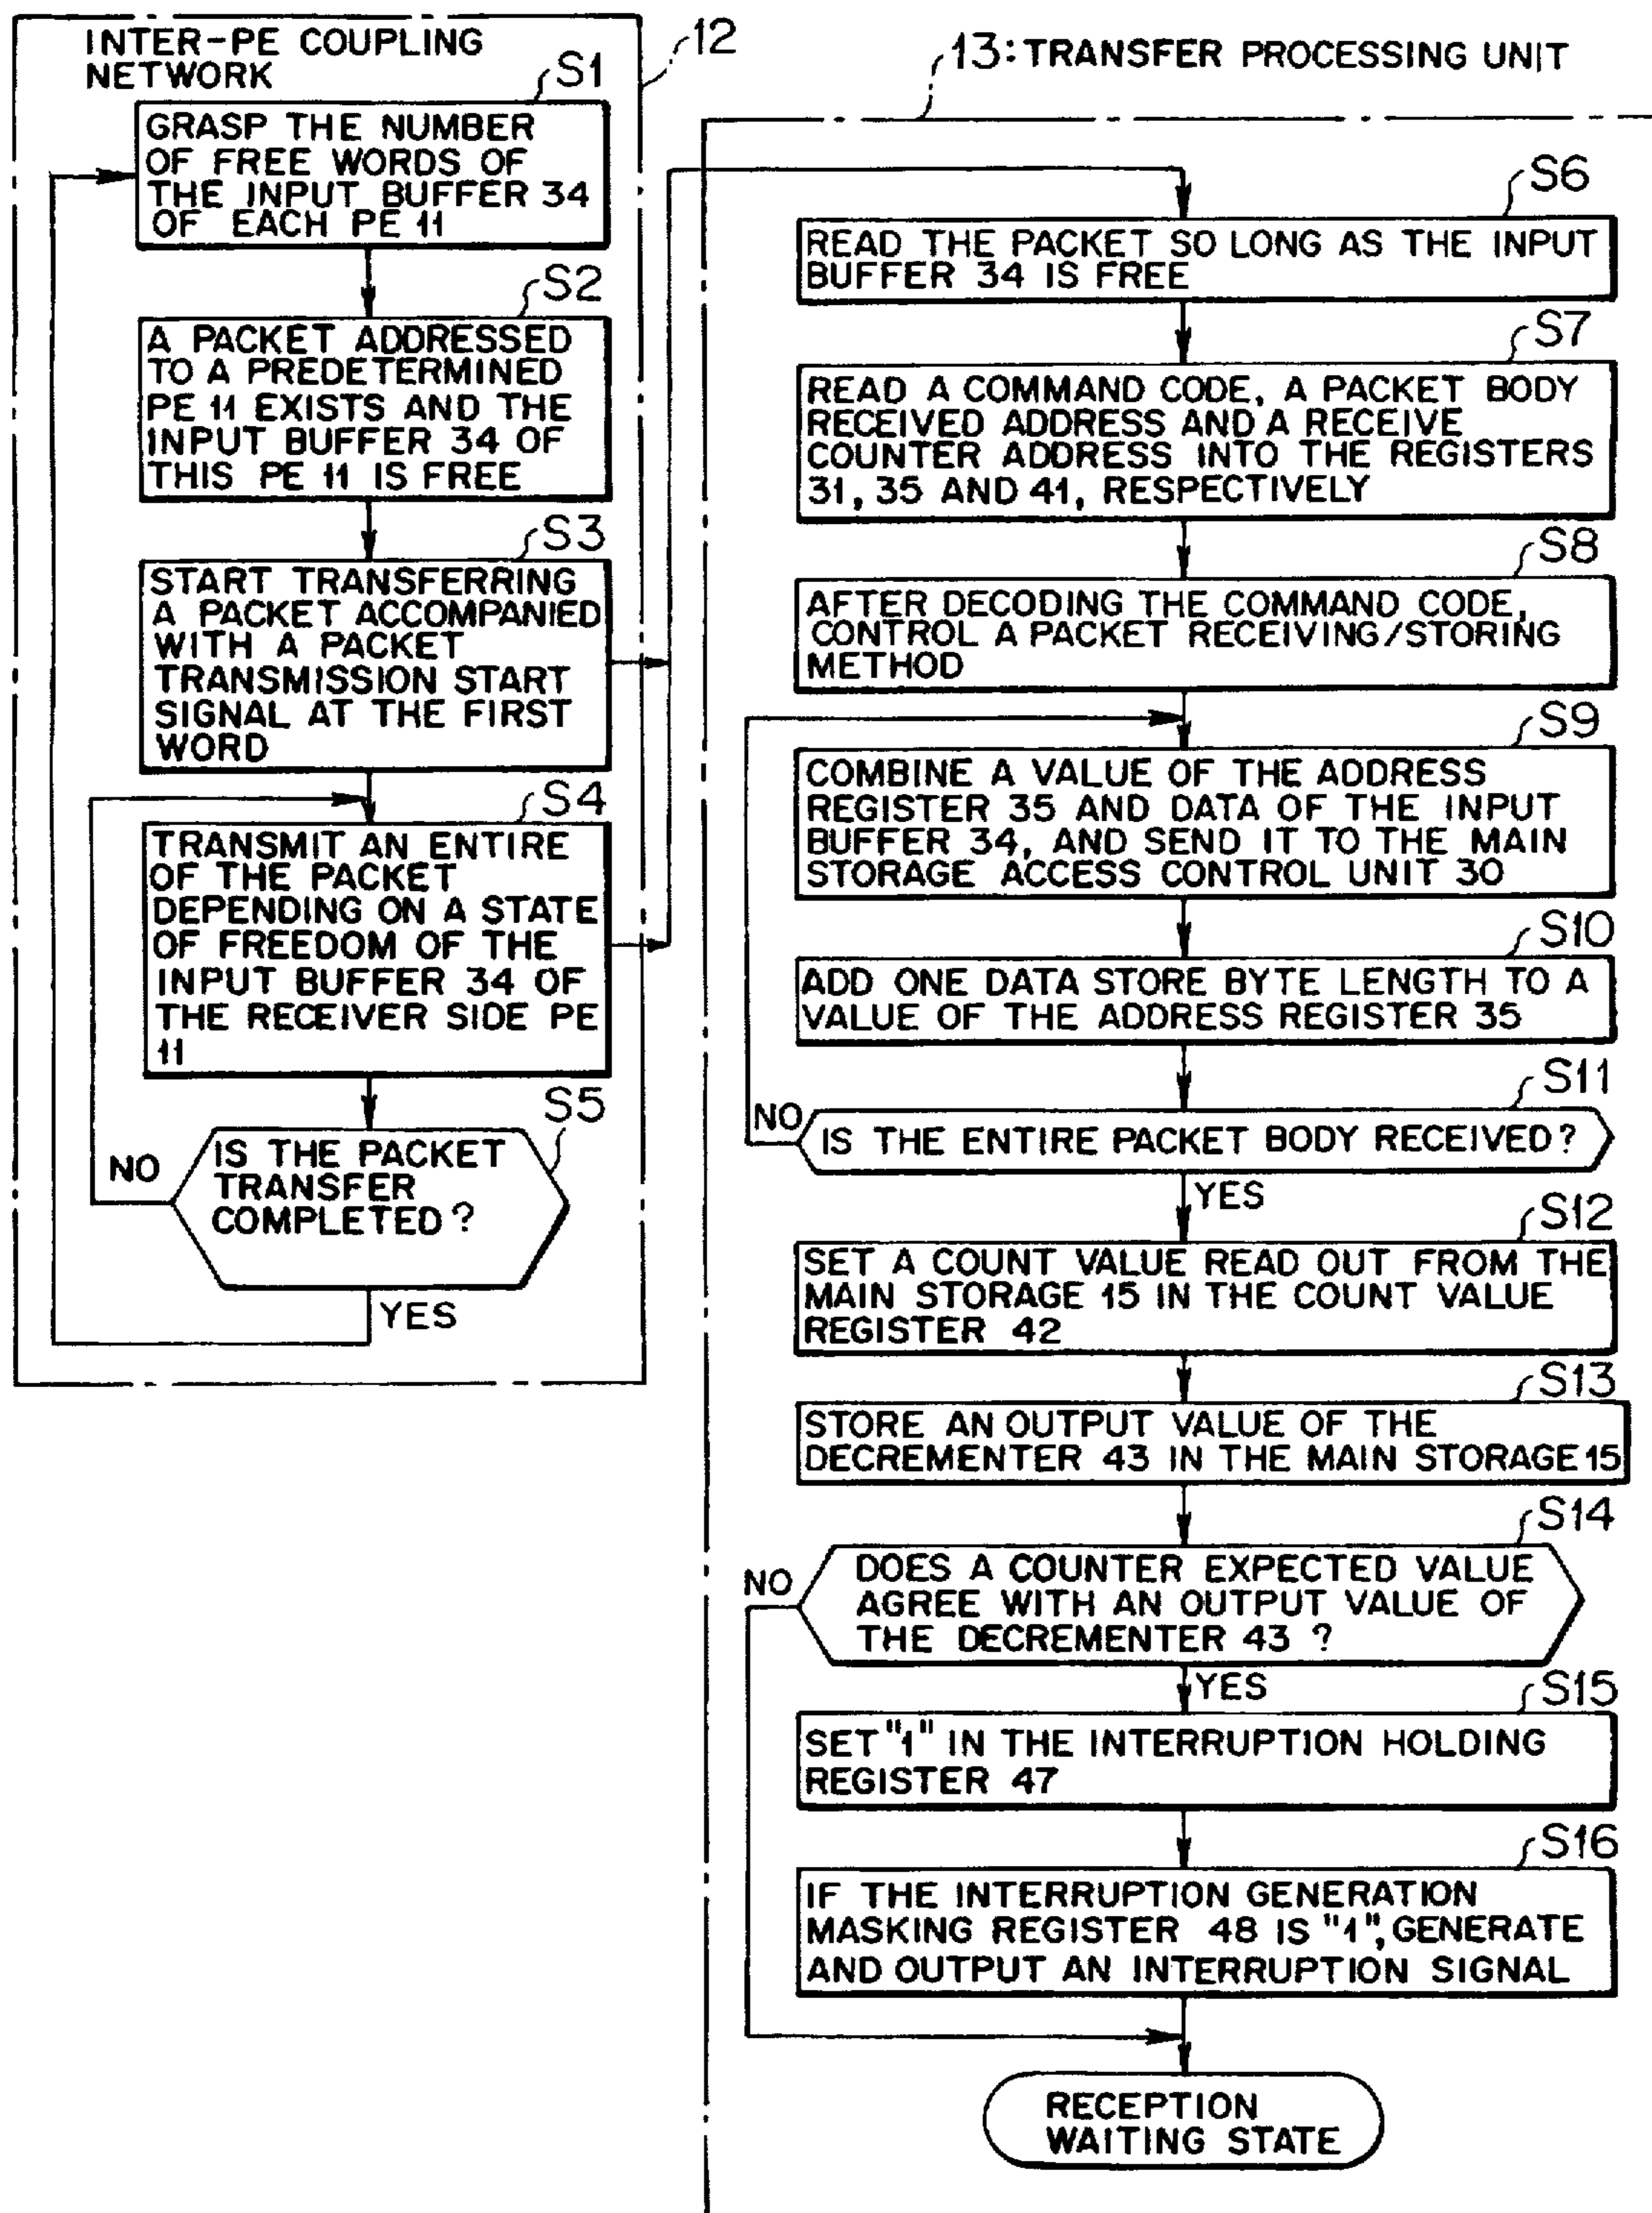 INTER-PE COUPLING
NETWORK
12
S1
GRASP THE NUMBER
OF FREE WORDS OF
THE INPUT BUFFER 34
OF EACH PE 11
S2
A PACKET ADDRESSED
TO A PREDETERMINED
PE 11 EXISTS AND THE
INPUT BUFFER 34 OF
THIS PE 11 IS FREE
S3
START TRANSFERRING
A PACKET ACCOMPANIED
WITH A PACKET
TRANSMISSION START
SIGNAL AT THE FIRST
WORD
S4
TRANSMIT AN ENTIRE
OF THE PACKET
DEPENDING ON A STATE
OF FREEDOM OF THE
INPUT BUFFER 34 OF
THE RECEIVER SIDE PE
11
S5
NO
IS THE PACKET
TRANSFER
COMPLETED ?
YES
13: TRANSFER PROCESSING UNIT
S6
READ THE PACKET SO LONG AS THE INPUT
BUFFER 34 IS FREE
S7
READ A COMMAND CODE, A PACKET BODY
RECEIVED ADDRESS AND A RECEIVE
COUNTER ADDRESS INTO THE REGISTERS
31, 35 AND 41, RESPECTIVELY
S8
AFTER DECODING THE COMMAND CODE,
CONTROL A PACKET RECEIVING/STORING
METHOD
S9
COMBINE A VALUE OF THE ADDRESS
REGISTER 35 AND DATA OF THE INPUT
BUFFER 34, AND SEND IT TO THE MAIN
STORAGE ACCESS CONTROL UNIT 30
S10
ADD ONE DATA STORE BYTE LENGTH TO A
VALUE OF THE ADDRESS REGISTER 35
S11
NO
IS THE ENTIRE PACKET BODY RECEIVED ?
YES
S12
SET A COUNT VALUE READ OUT FROM THE
MAIN STORAGE 15 IN THE COUNT VALUE
REGISTER 42
S13
STORE AN OUTPUT VALUE OF THE
DECREMENTER 43 IN THE MAIN STORAGE 15
S14
NO
DOES A COUNTER EXPECTED VALUE
AGREE WITH AN OUTPUT VALUE OF
THE DECREMENTER 43 ?
YES
S15
SET "1" IN THE INTERRUPTION HOLDING
REGISTER 47
S16
IF THE INTERRUPTION GENERATION
MASKING REGISTER 48 IS "1", GENERATE
AND OUTPUT AN INTERRUPTION SIGNAL
RECEPTION
WAITING STATE